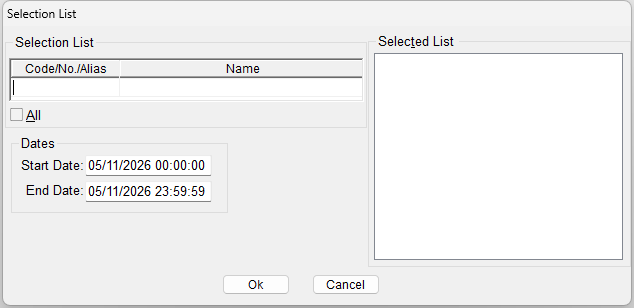 Selection List
Selection List
Code/No./Alias Name
All
Dates
Start Date: 05/11/2026 00:00:00
End Date: 05/11/2026 23:59:59
Selected List
Ok Cancel